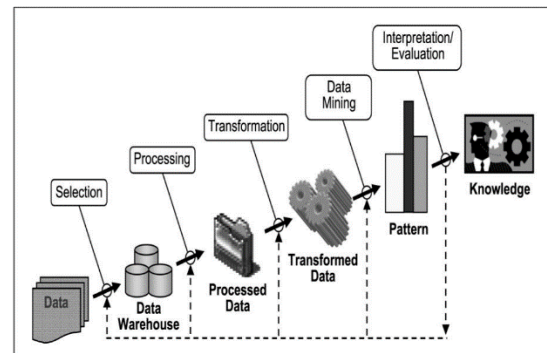 Interpretation/
Evaluation
Data
Mining
Transformation
Processing
Selection
Knowledge
Pattern
Transformed
Data
Processed
Data
Data
Warehouse
Data